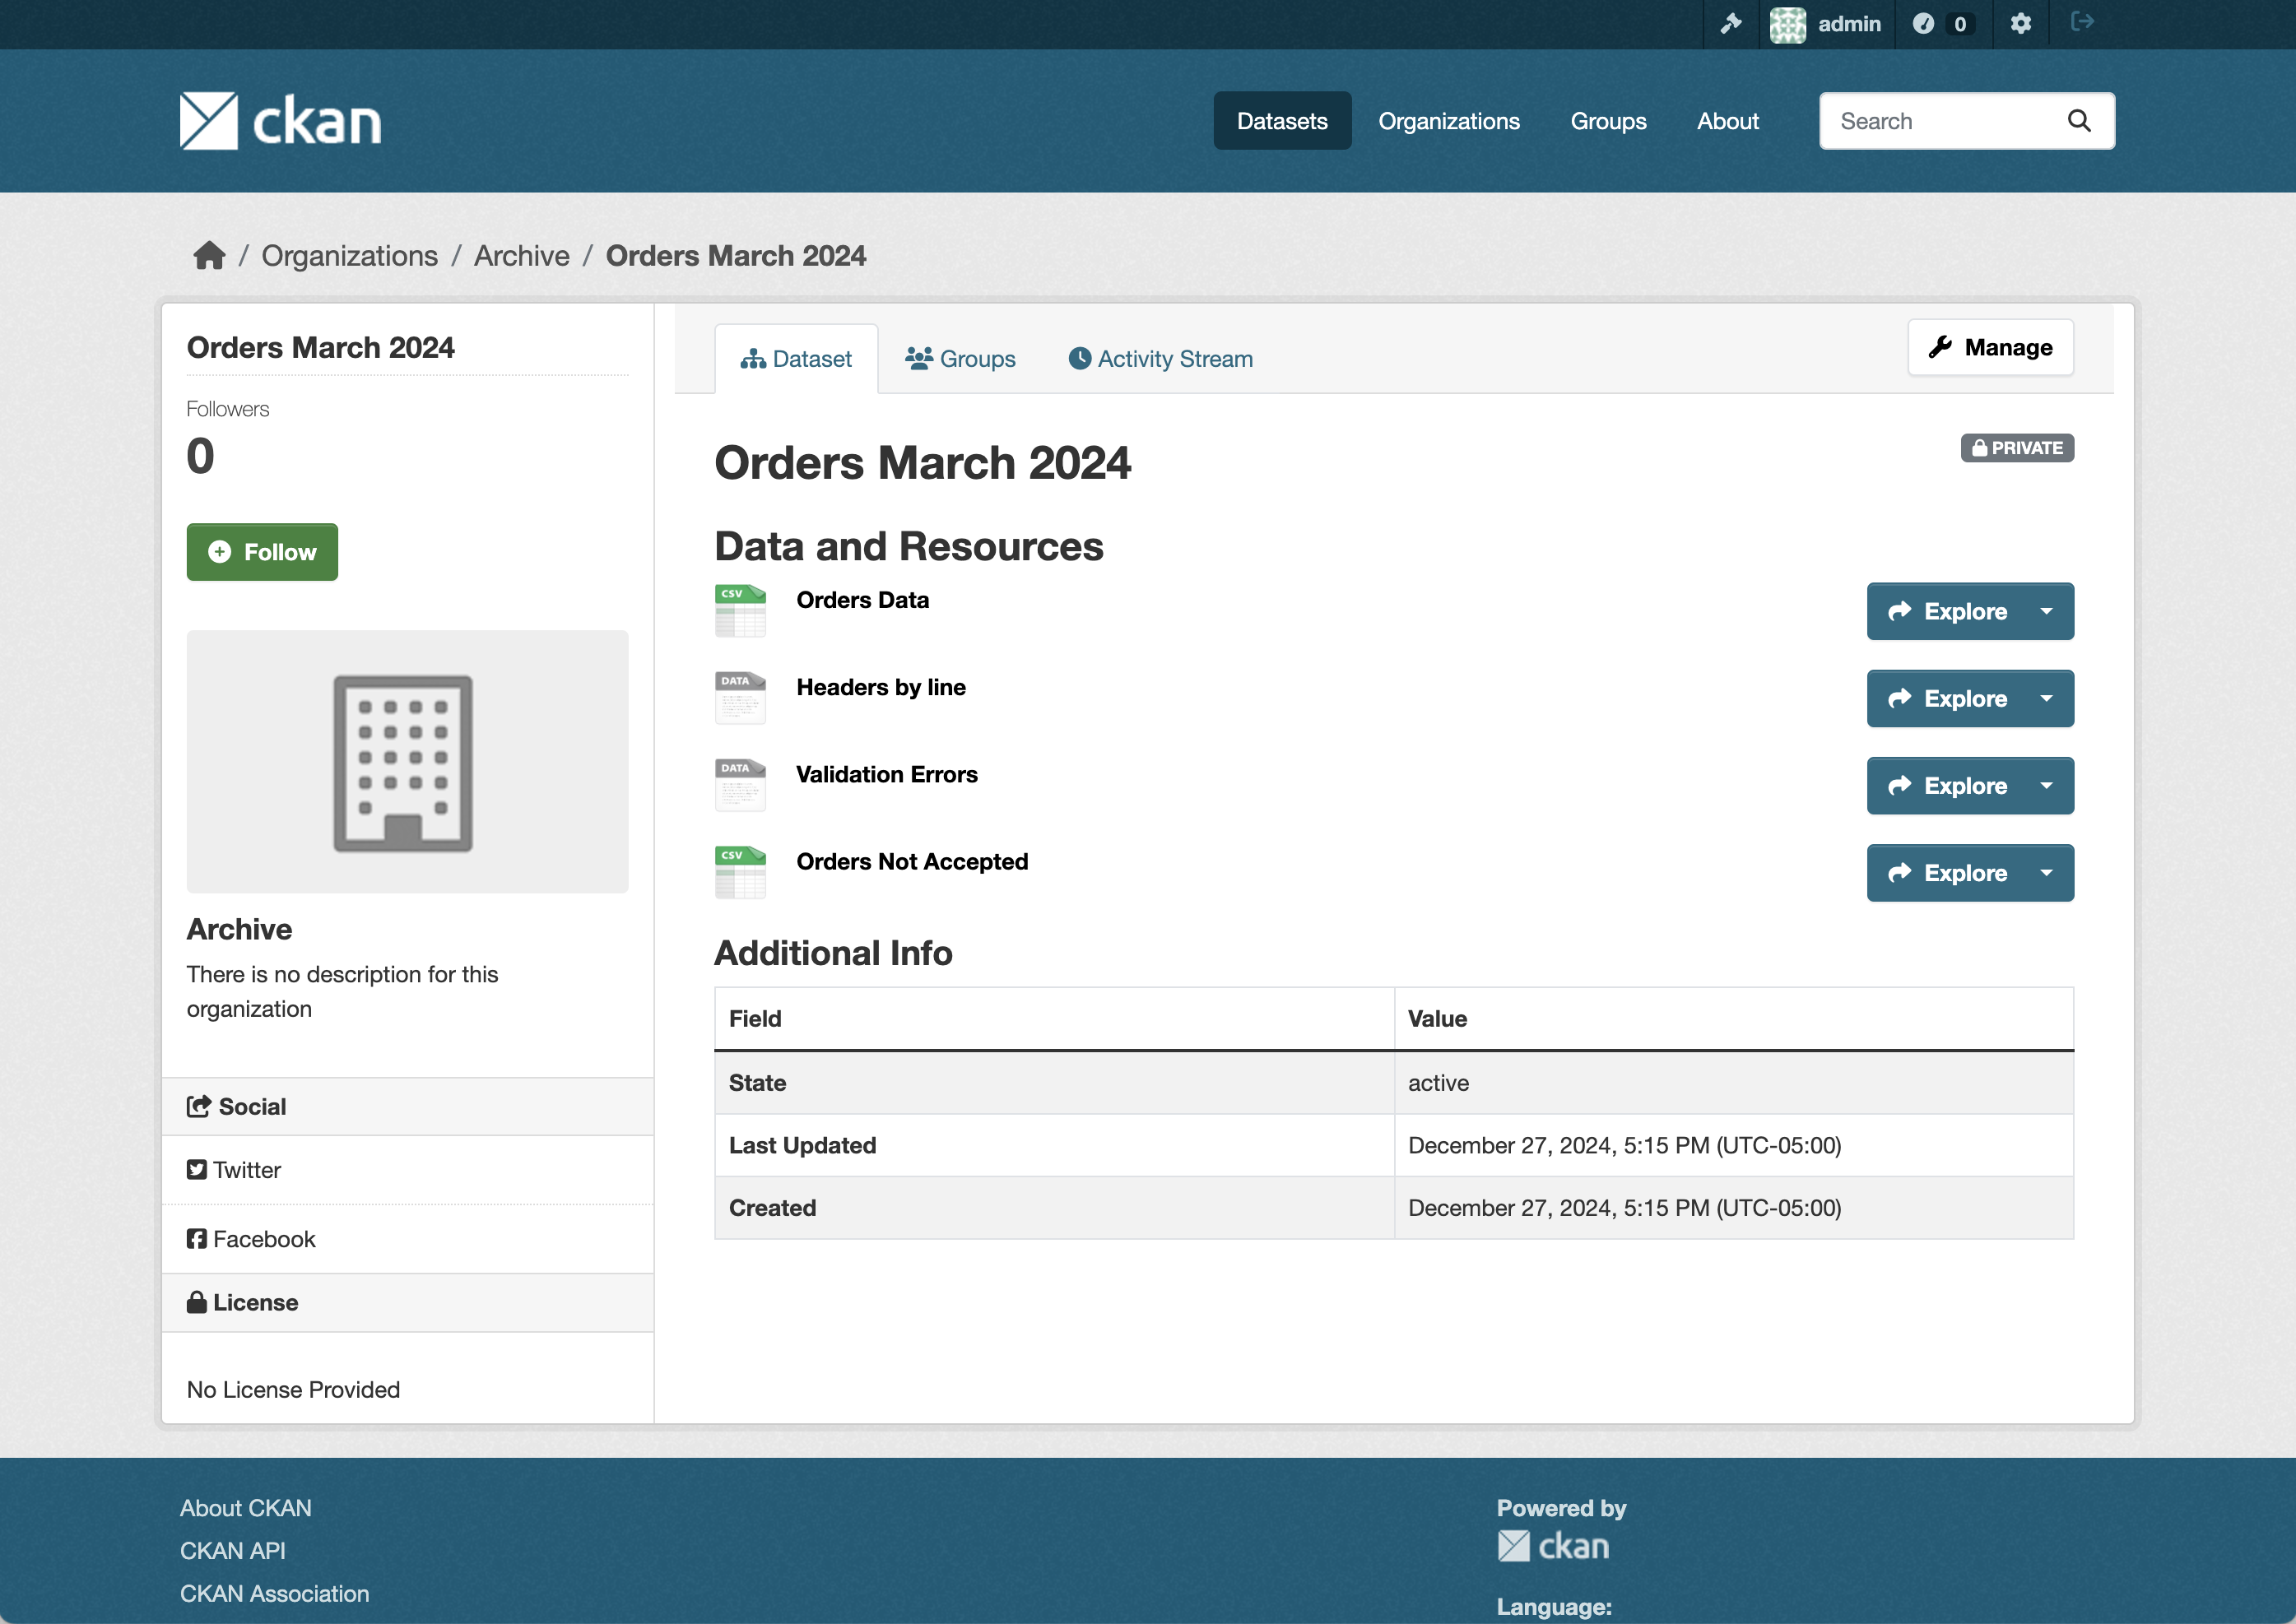 admin
0
ckan
Datasets
Organizations
Groups
About
Search
/ Organizations / Archive / Orders March 2024
Orders March 2024
Followers
0
Follow
Archive
There is no description for this
organization
Social
Twitter
Facebook
License
No License Provided
Dataset
Groups
Activity Stream
Manage
Orders March 2024
PRIVATE
Data and Resources
CSV
Orders Data
Explore
DATA
Headers by line
Explore
DATA
Validation Errors
Explore
CSV
Orders Not Accepted
Explore
Additional Info
Field Value
State active
Last Updated December 27, 2024, 5:15 PM (UTC-05:00)
Created December 27, 2024, 5:15 PM (UTC-05:00)
About CKAN
CKAN API
CKAN Association
Powered by
ckan
Language: